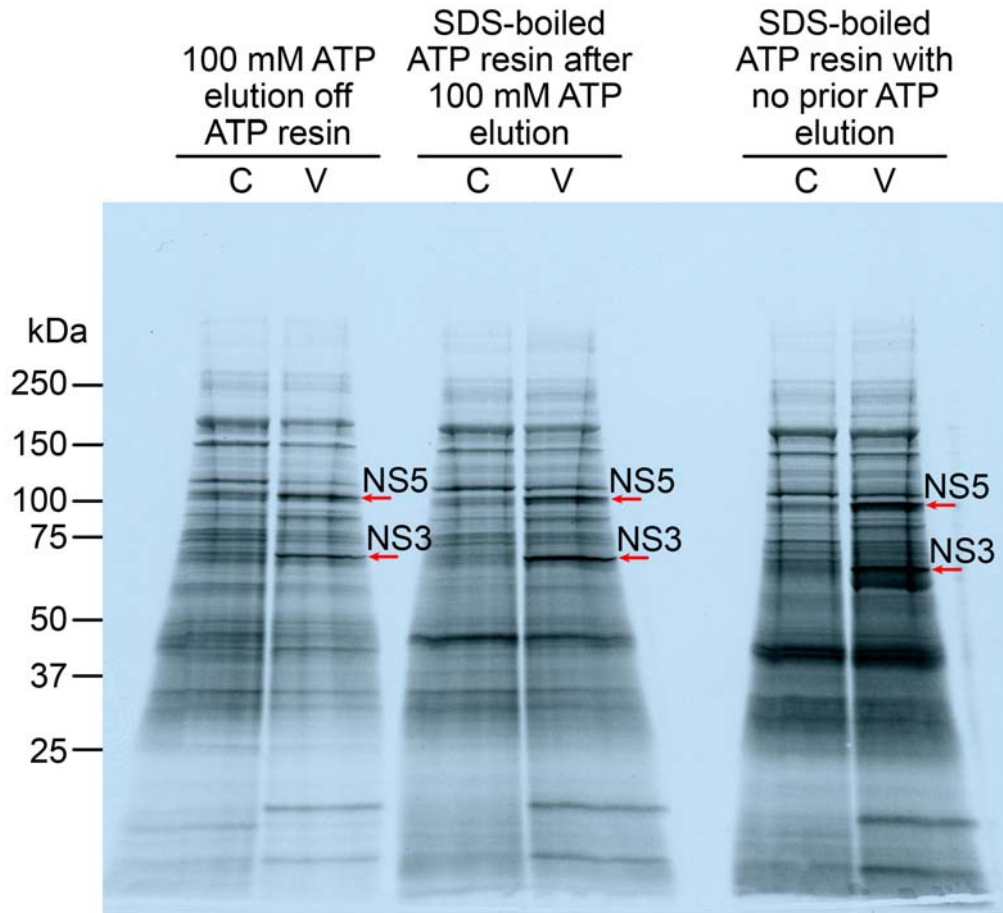 100 mM ATP
elution off
ATP resin
SDS-boiled
ATP resin after
100 mM ATP
elution
SDS-boiled
ATP resin with
no prior ATP
elution
C V C V C V
kDa
250
150
100
75
50
37
25
NS5
NS3
NS5
NS3
NS5
NS3